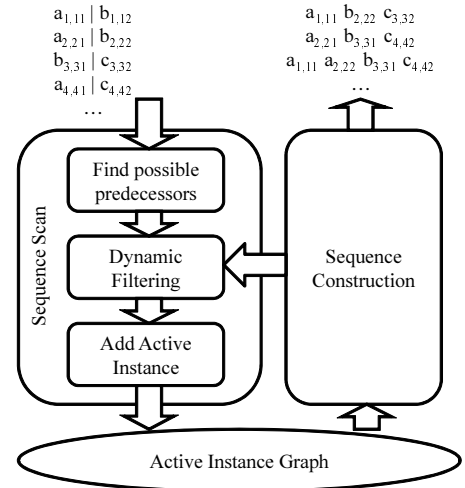 a1,11 | b1,12
a2,21 | b2,22
b3,31 | c3,32
a4,41 | c4,42
...
a1,11 b2,22 c3,32
a2,21 b3,31 c4,42
a1,11 a2,22 b3,31 c4,42
...
Sequence Scan
Find possible
predecessors
Dynamic
Filtering
Add Active
Instance
Sequence
Construction
Active Instance Graph